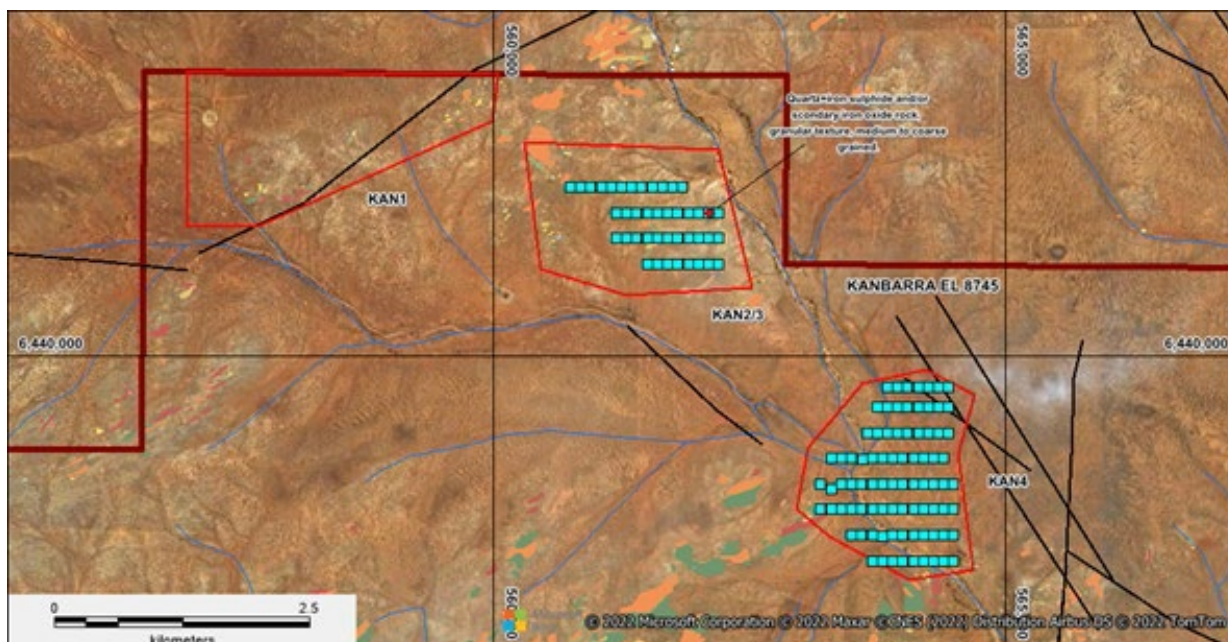 560,000
565,000
Quartz+iron sulphide and/or
scondary iron oxide rock,
granular texture, medium to coarse
grained.
KAN1
KANBARRA EL 8745
KAN2/3
6,440,000
6,440,000
KAN4
0
2.5
kilometers
© 2022 Microsoft Corporation © 2022 Maxar ©CNES (2022) Distribution Airbus DS © 2022 TomTom